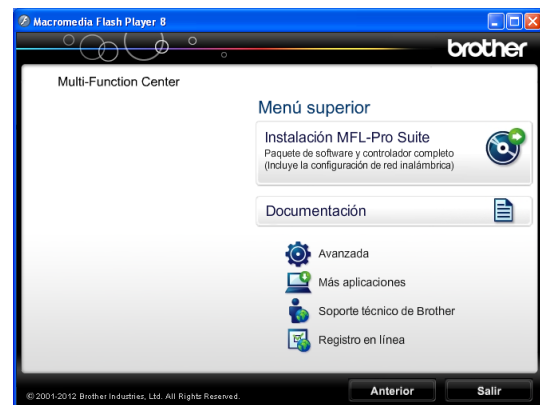 Macromedia Flash Player 8
brother
Multi-Function Center
Menú superior
Instalación MFL-Pro Suite
Paquete de software y controlador completo
(Incluye la configuración de red inalámbrica)
Documentación
Avanzada
Más aplicaciones
Soporte técnico de Brother
Registro en línea
© 2001-2012 Brother Industries, Ltd. All Rights Reserved.
Anterior
Salir